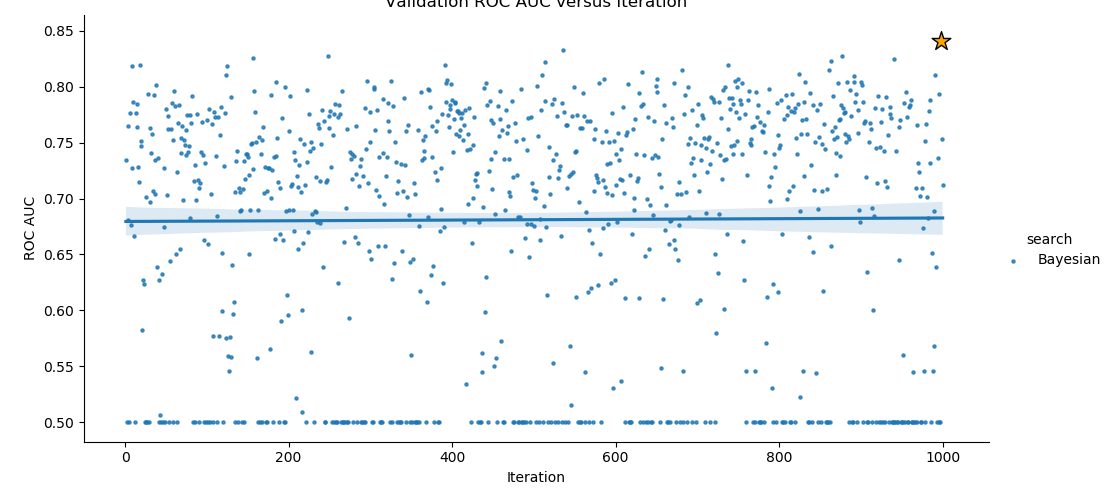 Validation ROC AUC versus Iteration
0.85
0.80
0.75
0.70
0.65
0.60
0.55
0.50
ROC AUC
0 200 400 600 800 1000
Iteration
search
Bayesian